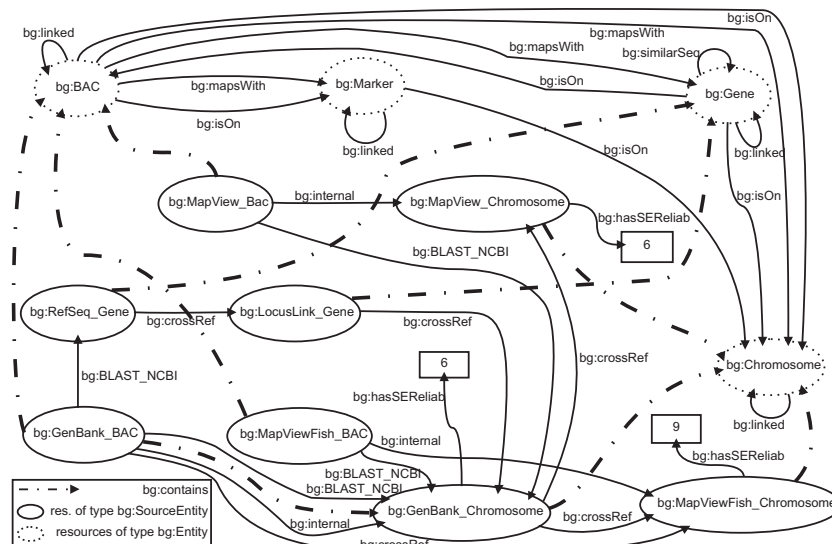 bg:isOn
bg:linked
bg:mapsWith
bg:mapsWith
bg:similarSeq
bg:BAC
bg:mapsWith
bg:Marker
bg:isOn
bg:Gene
bg:isOn
bg:linked
bg:isOn
bg:linked
bg:isOn
bg:MapView_Bac
bg:internal
bg:MapView_Chromosome
bg:hasSEReliab
6
bg:BLAST_NCBI
bg:RefSeq_Gene
bg:crossRef
bg:LocusLink_Gene
bg:crossRef
bg:crossRef
6
bg:Chromosome
bg:BLAST_NCBI
bg:hasSEReliab
bg:linked
9
bg:GenBank_BAC
bg:MapViewFish_BAC
bg:internal
bg:hasSEReliab
bg:BLAST_NCBI
bg:BLAST_NCBI
bg:contains
res. of type bg:SourceEntity
resources of type bg:Entity
bg:internal
bg:GenBank_Chromosome
bg:crossRef
bg:MapViewFish_Chromosome
bg:crossRef